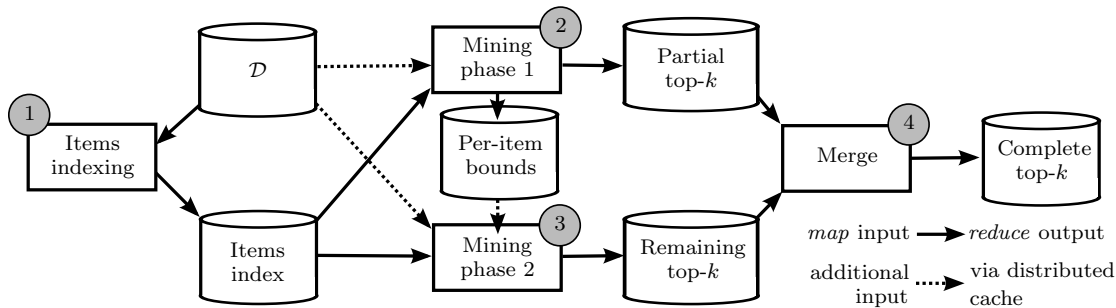 1
Items
indexing
𝒟
Items
index
2
Mining
phase 1
Per-item
bounds
3
Mining
phase 2
Partial
top-k
Remaining
top-k
4
Merge
Complete
top-k
map input
reduce output
additional
input
via distributed
cache